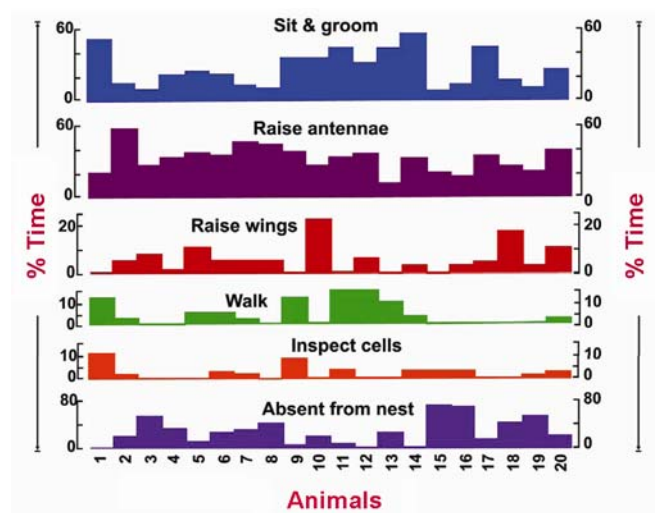 Sit & groom
60 60
0 0
Raise antennae
60 60
0 0
Raise wings
20 20
0 0
Walk
10 10
0 0
Inspect cells
10 10
0 0
Absent from nest
80 80
0 0
% Time % Time
1 2 3 4 5 6 7 8 9 10 11 12 13 14 15 16 17 18 19 20
Animals